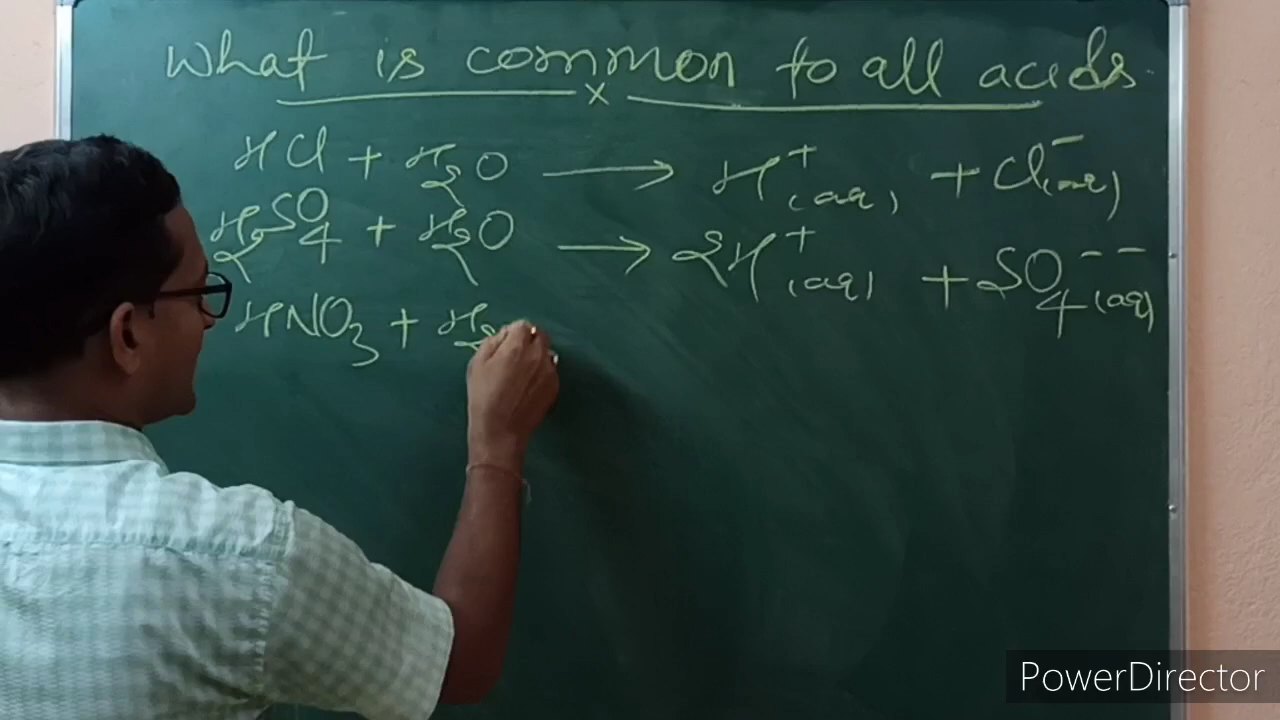 What is common to all acids
HCl + H₂O → H⁺(aq) + Cl⁻(aq)
H₂SO₄ + H₂O → 2H⁺(aq) + SO₄⁻⁻(aq)
HNO₃ + H₂
PowerDirector